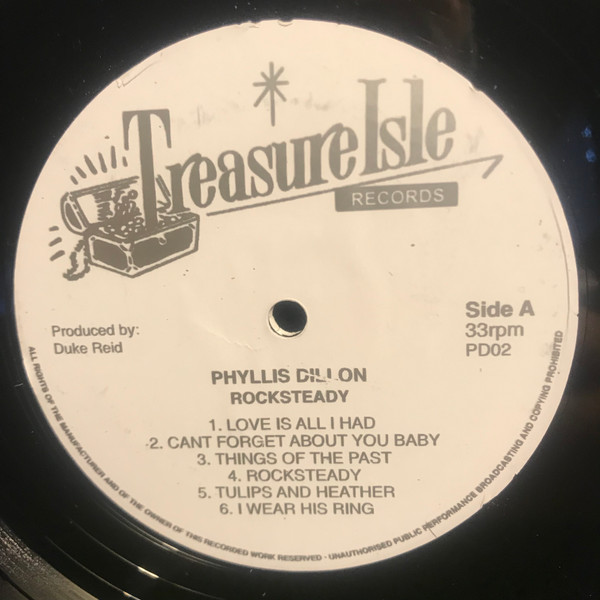 Treasure Isle
RECORDS
Produced by:
Duke Reid
Side A
33rpm
PD02
PHYLLIS DILLON
ROCKSTEADY
1. LOVE IS ALL I HAD
2. CANT FORGET ABOUT YOU BABY
3. THINGS OF THE PAST
4. ROCKSTEADY
5. TULIPS AND HEATHER
6. I WEAR HIS RING
ALL RIGHTS OF THE MANUFACTURER AND OF THE OWNER OF THIS RECORDED WORK RESERVED - UNAUTHORISED PUBLIC PERFORMANCE BROADCASTING AND COPYING PROHIBITED